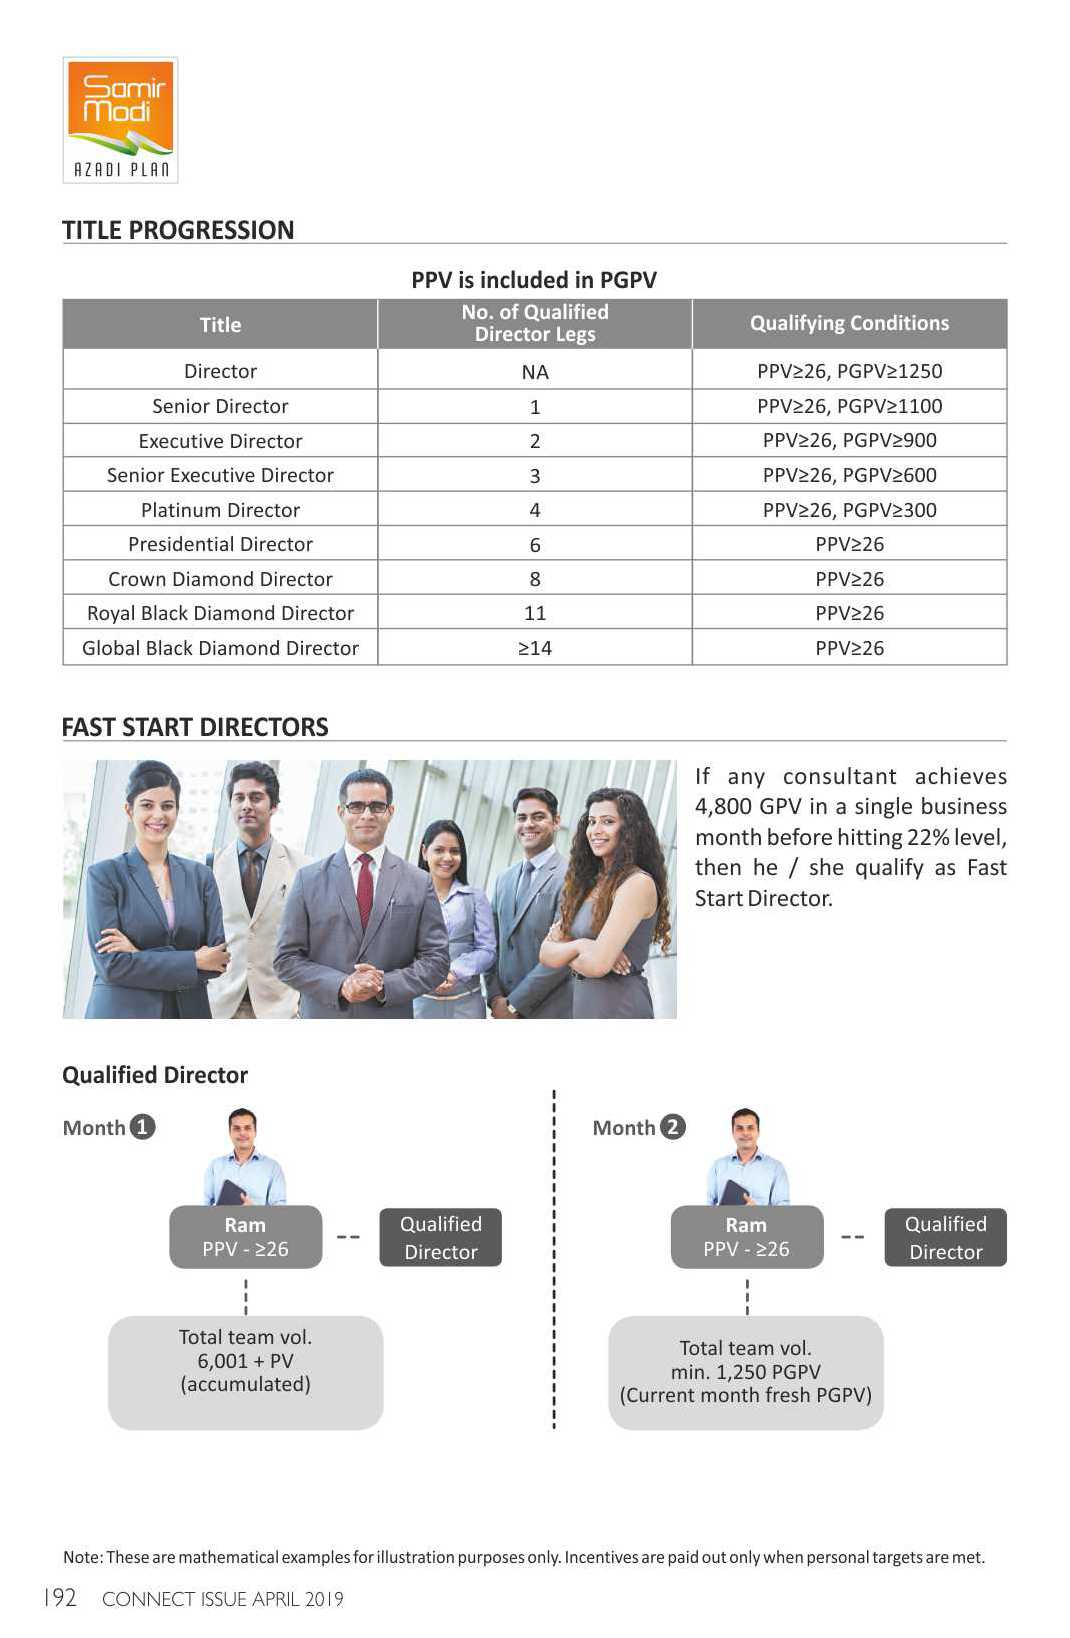 Samir
Modi
AZADI PLAN
TITLE PROGRESSION
PPV is included in PGPV
Title
No. of Qualified
Director Legs
Qualifying Conditions
Director NA PPV≥26, PGPV≥1250
Senior Director 1 PPV≥26, PGPV≥1100
Executive Director 2 PPV≥26, PGPV≥900
Senior Executive Director 3 PPV≥26, PGPV≥600
Platinum Director 4 PPV≥26, PGPV≥300
Presidential Director 6 PPV≥26
Crown Diamond Director 8 PPV≥26
Royal Black Diamond Director 11 PPV≥26
Global Black Diamond Director ≥14 PPV≥26
FAST START DIRECTORS
If any consultant achieves
4,800 GPV in a single business
month before hitting 22% level,
then he / she qualify as Fast
Start Director.
Qualified Director
Month 1
Ram
PPV - ≥26
Qualified
Director
Total team vol.
6,001 + PV
(accumulated)
Month 2
Ram
PPV - ≥26
Qualified
Director
Total team vol.
min. 1,250 PGPV
(Current month fresh PGPV)
Note: These are mathematical examples for illustration purposes only. Incentives are paid out only when personal targets are met.
192 CONNECT ISSUE APRIL 2019